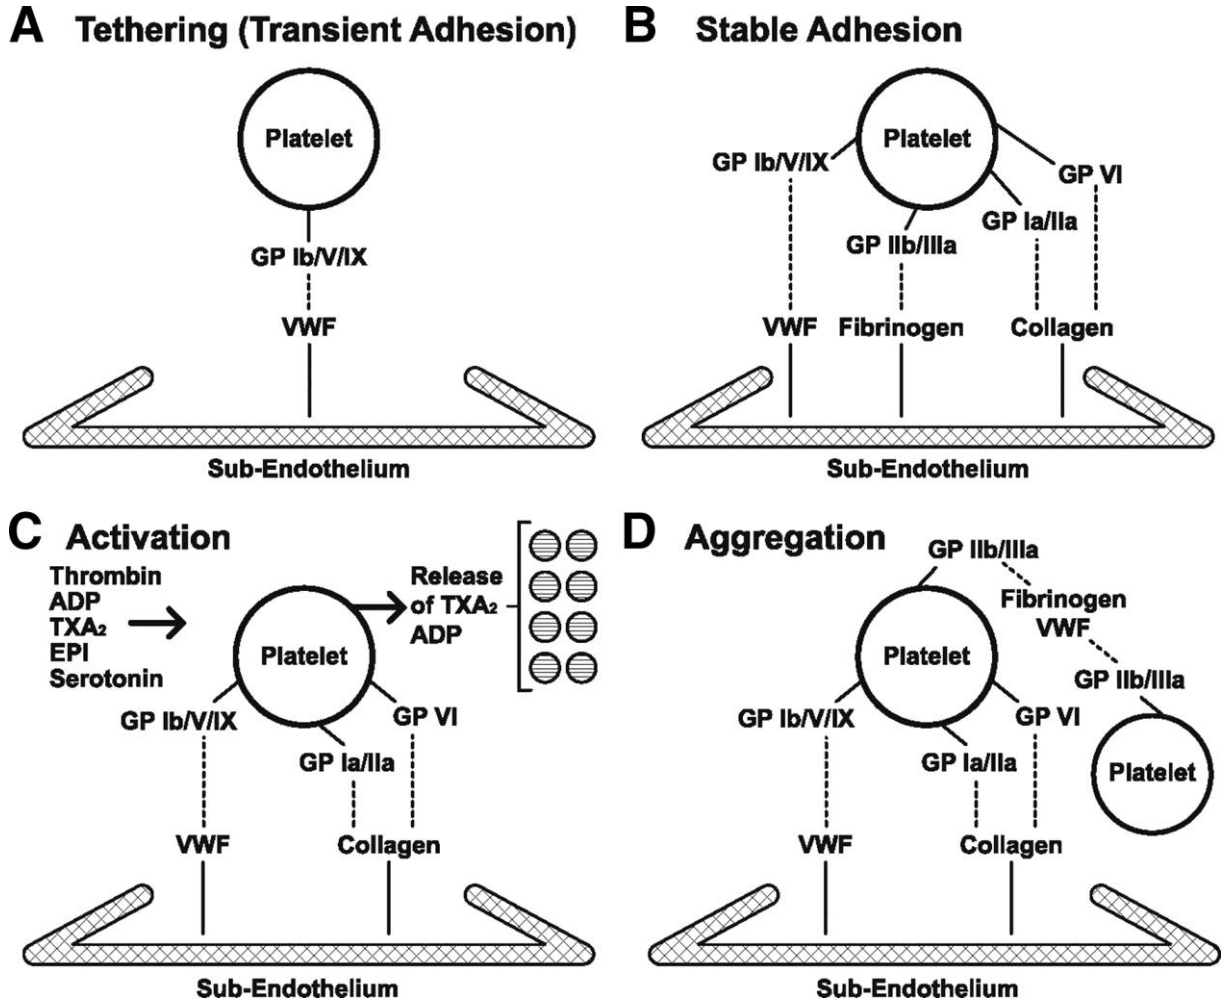 A Tethering (Transient Adhesion)
Platelet
GP Ib/V/IX
VWF
Sub-Endothelium
B Stable Adhesion
Platelet
GP Ib/V/IX
GP VI
GP Ia/IIa
GP IIb/IIIa
VWF Fibrinogen Collagen
Sub-Endothelium
C Activation
Thrombin
ADP
TXA₂
EPI
Serotonin
Release
of TXA₂
ADP
Platelet
GP Ib/V/IX
GP VI
GP Ia/IIa
VWF Collagen
Sub-Endothelium
D Aggregation
GP IIb/IIIa
Fibrinogen
VWF
GP IIb/IIIa
Platelet
Platelet
GP Ib/V/IX
GP VI
GP Ia/IIa
VWF Collagen
Sub-Endothelium